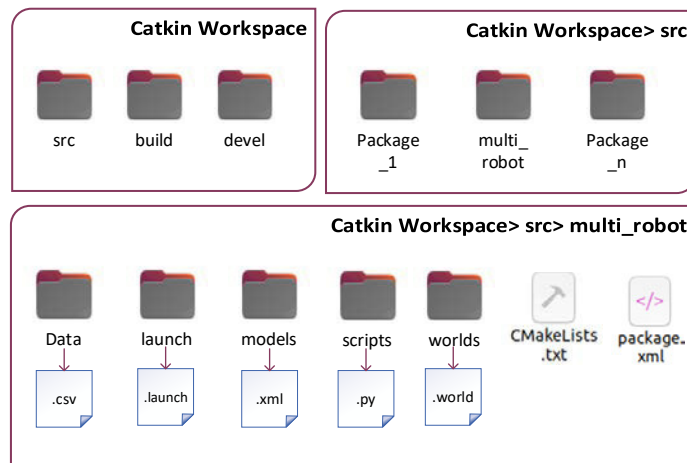 Catkin Workspace
src
build
devel
Catkin Workspace> src
Package
_1
multi_
robot
Package
_n
Catkin Workspace> src> multi_robot
Data
launch
models
scripts
worlds
CMakeLists
.txt
package.
xml
.csv
.launch
.xml
.py
.world